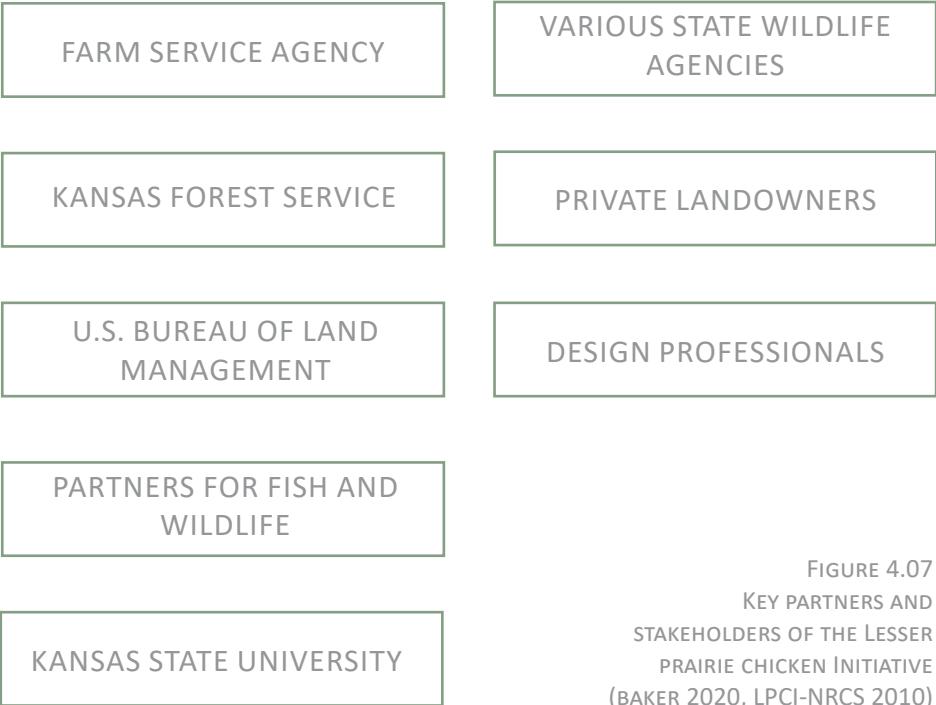 FARM SERVICE AGENCY
KANSAS FOREST SERVICE
U.S. BUREAU OF LAND
MANAGEMENT
PARTNERS FOR FISH AND
WILDLIFE
KANSAS STATE UNIVERSITY
VARIOUS STATE WILDLIFE
AGENCIES
PRIVATE LANDOWNERS
DESIGN PROFESSIONALS
FIGURE 4.07
KEY PARTNERS AND
STAKEHOLDERS OF THE LESSER
PRAIRIE CHICKEN INITIATIVE
(BAKER 2020, LPCI-NRCS 2010)